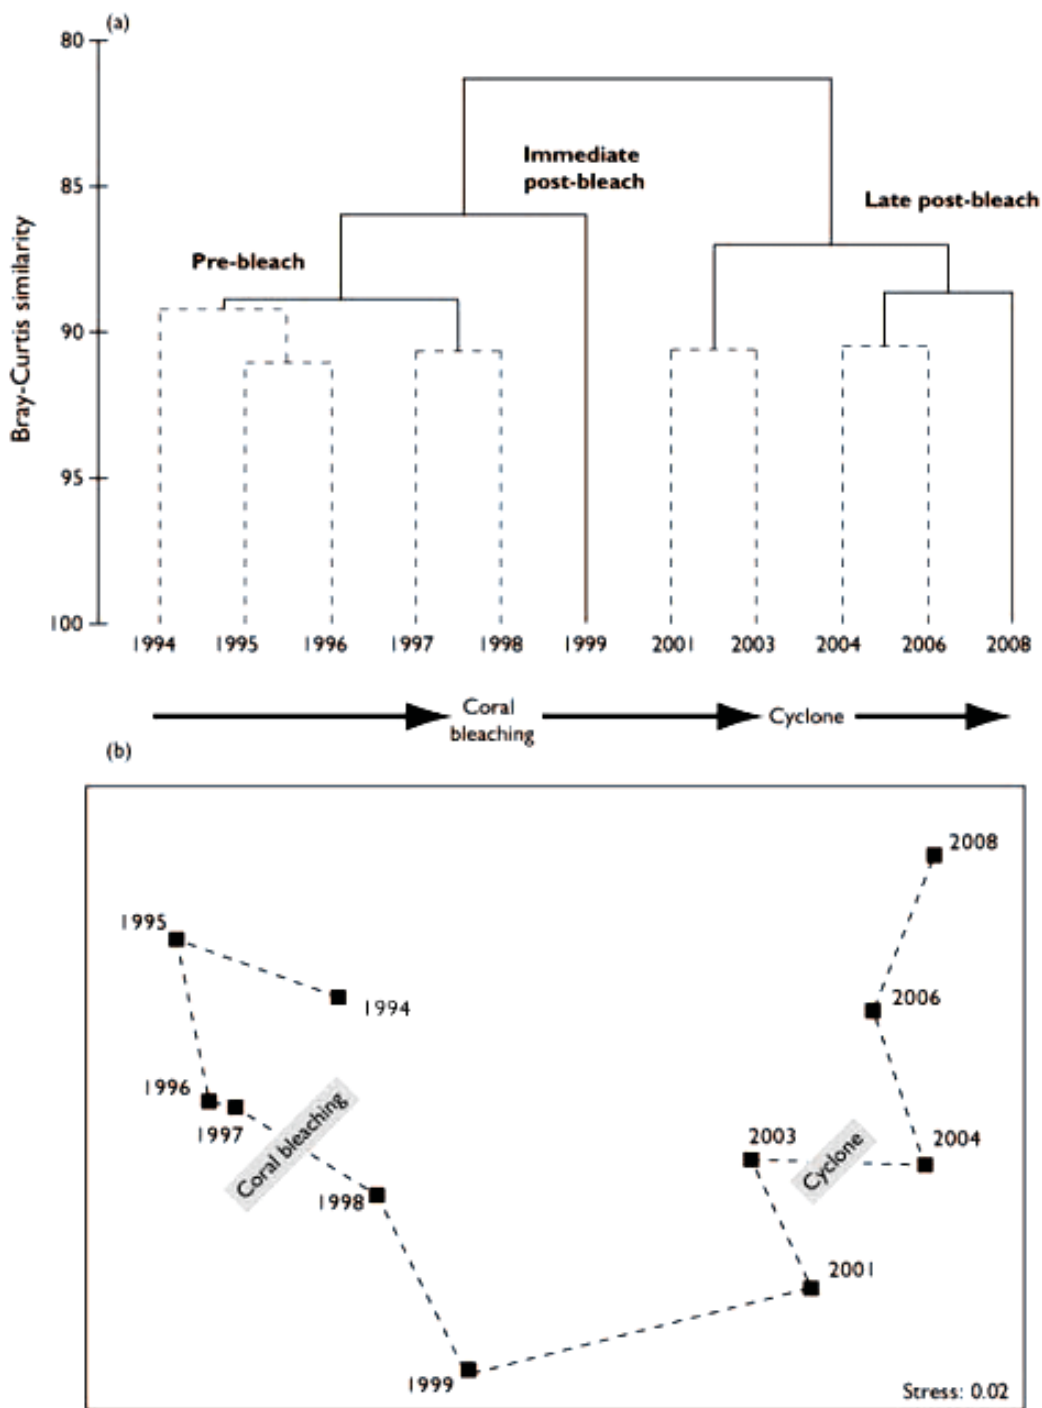 (a)
80
85
90
95
100
Bray-Curtis similarity
Immediate
post-bleach
Late post-bleach
Pre-bleach
1994 1995 1996 1997 1998 1999 2001 2003 2004 2006 2008
Coral
bleaching
Cyclone
(b)
2008
1995
1994
2006
1996
1997
Coral bleaching
2003
Cyclone
2004
1998
2001
1999
Stress: 0.02